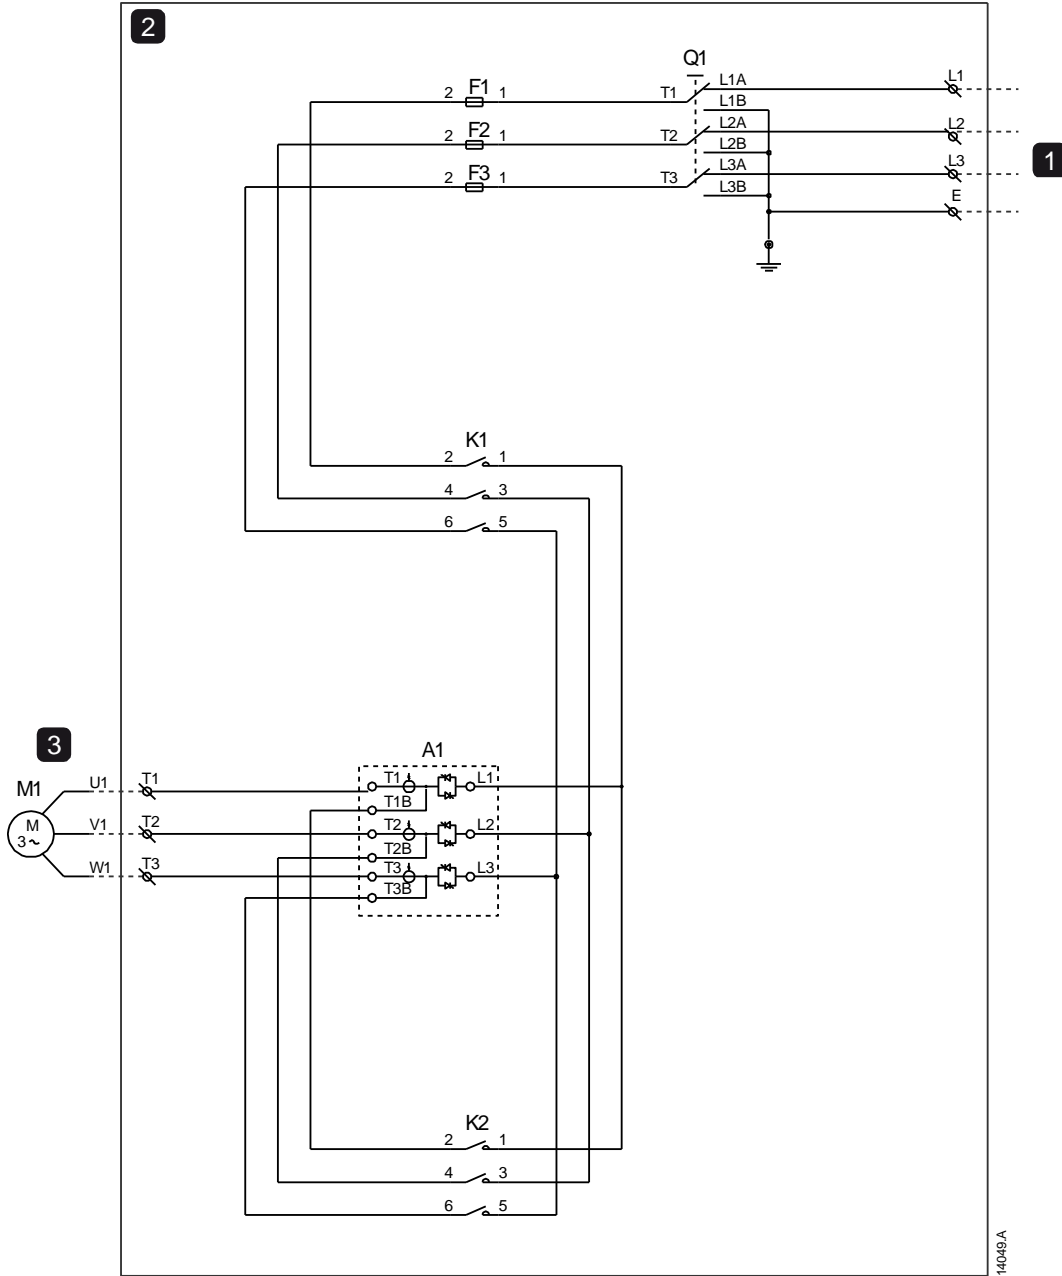 2
Q1
F1
2 1 T1 L1A L1
L1B
F2
2 1 T2 L2A L2
L2B
F3
2 1 T3 L3A L3
L3B
E
1
K1
2 1
4 3
6 5
3
A1
M1 U1 T1 T1 L1
T1B
M V1 T2 T2 L2
3~
T2B
W1 T3 T3 L3
T3B
K2
2 1
4 3
6 5
14049.A